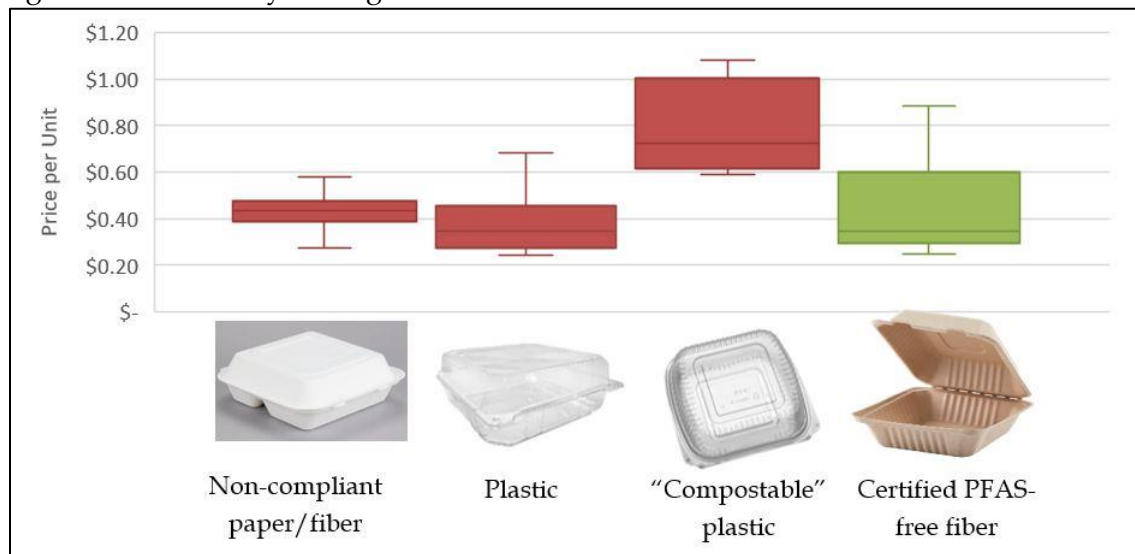 $1.20
$1.00
$0.80
$0.60
$0.40
$0.20
$-
Price per Unit
Non-compliant
paper/fiber
Plastic
“Compostable”
plastic
Certified PFAS-
free fiber